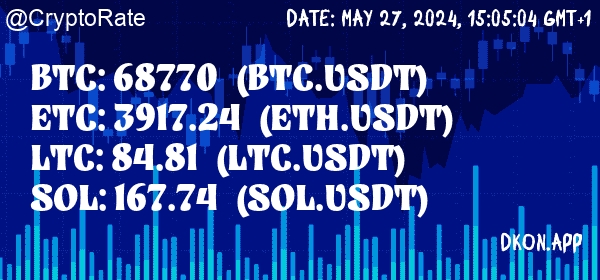 @CryptoRate
DATE: MAY 27, 2024, 15:05:04 GMT+1
BTC: 68770 (BTC.USDT)
ETC: 3917.24 (ETH.USDT)
LTC: 84.81 (LTC.USDT)
SOL: 167.74 (SOL.USDT)
DKON.APP